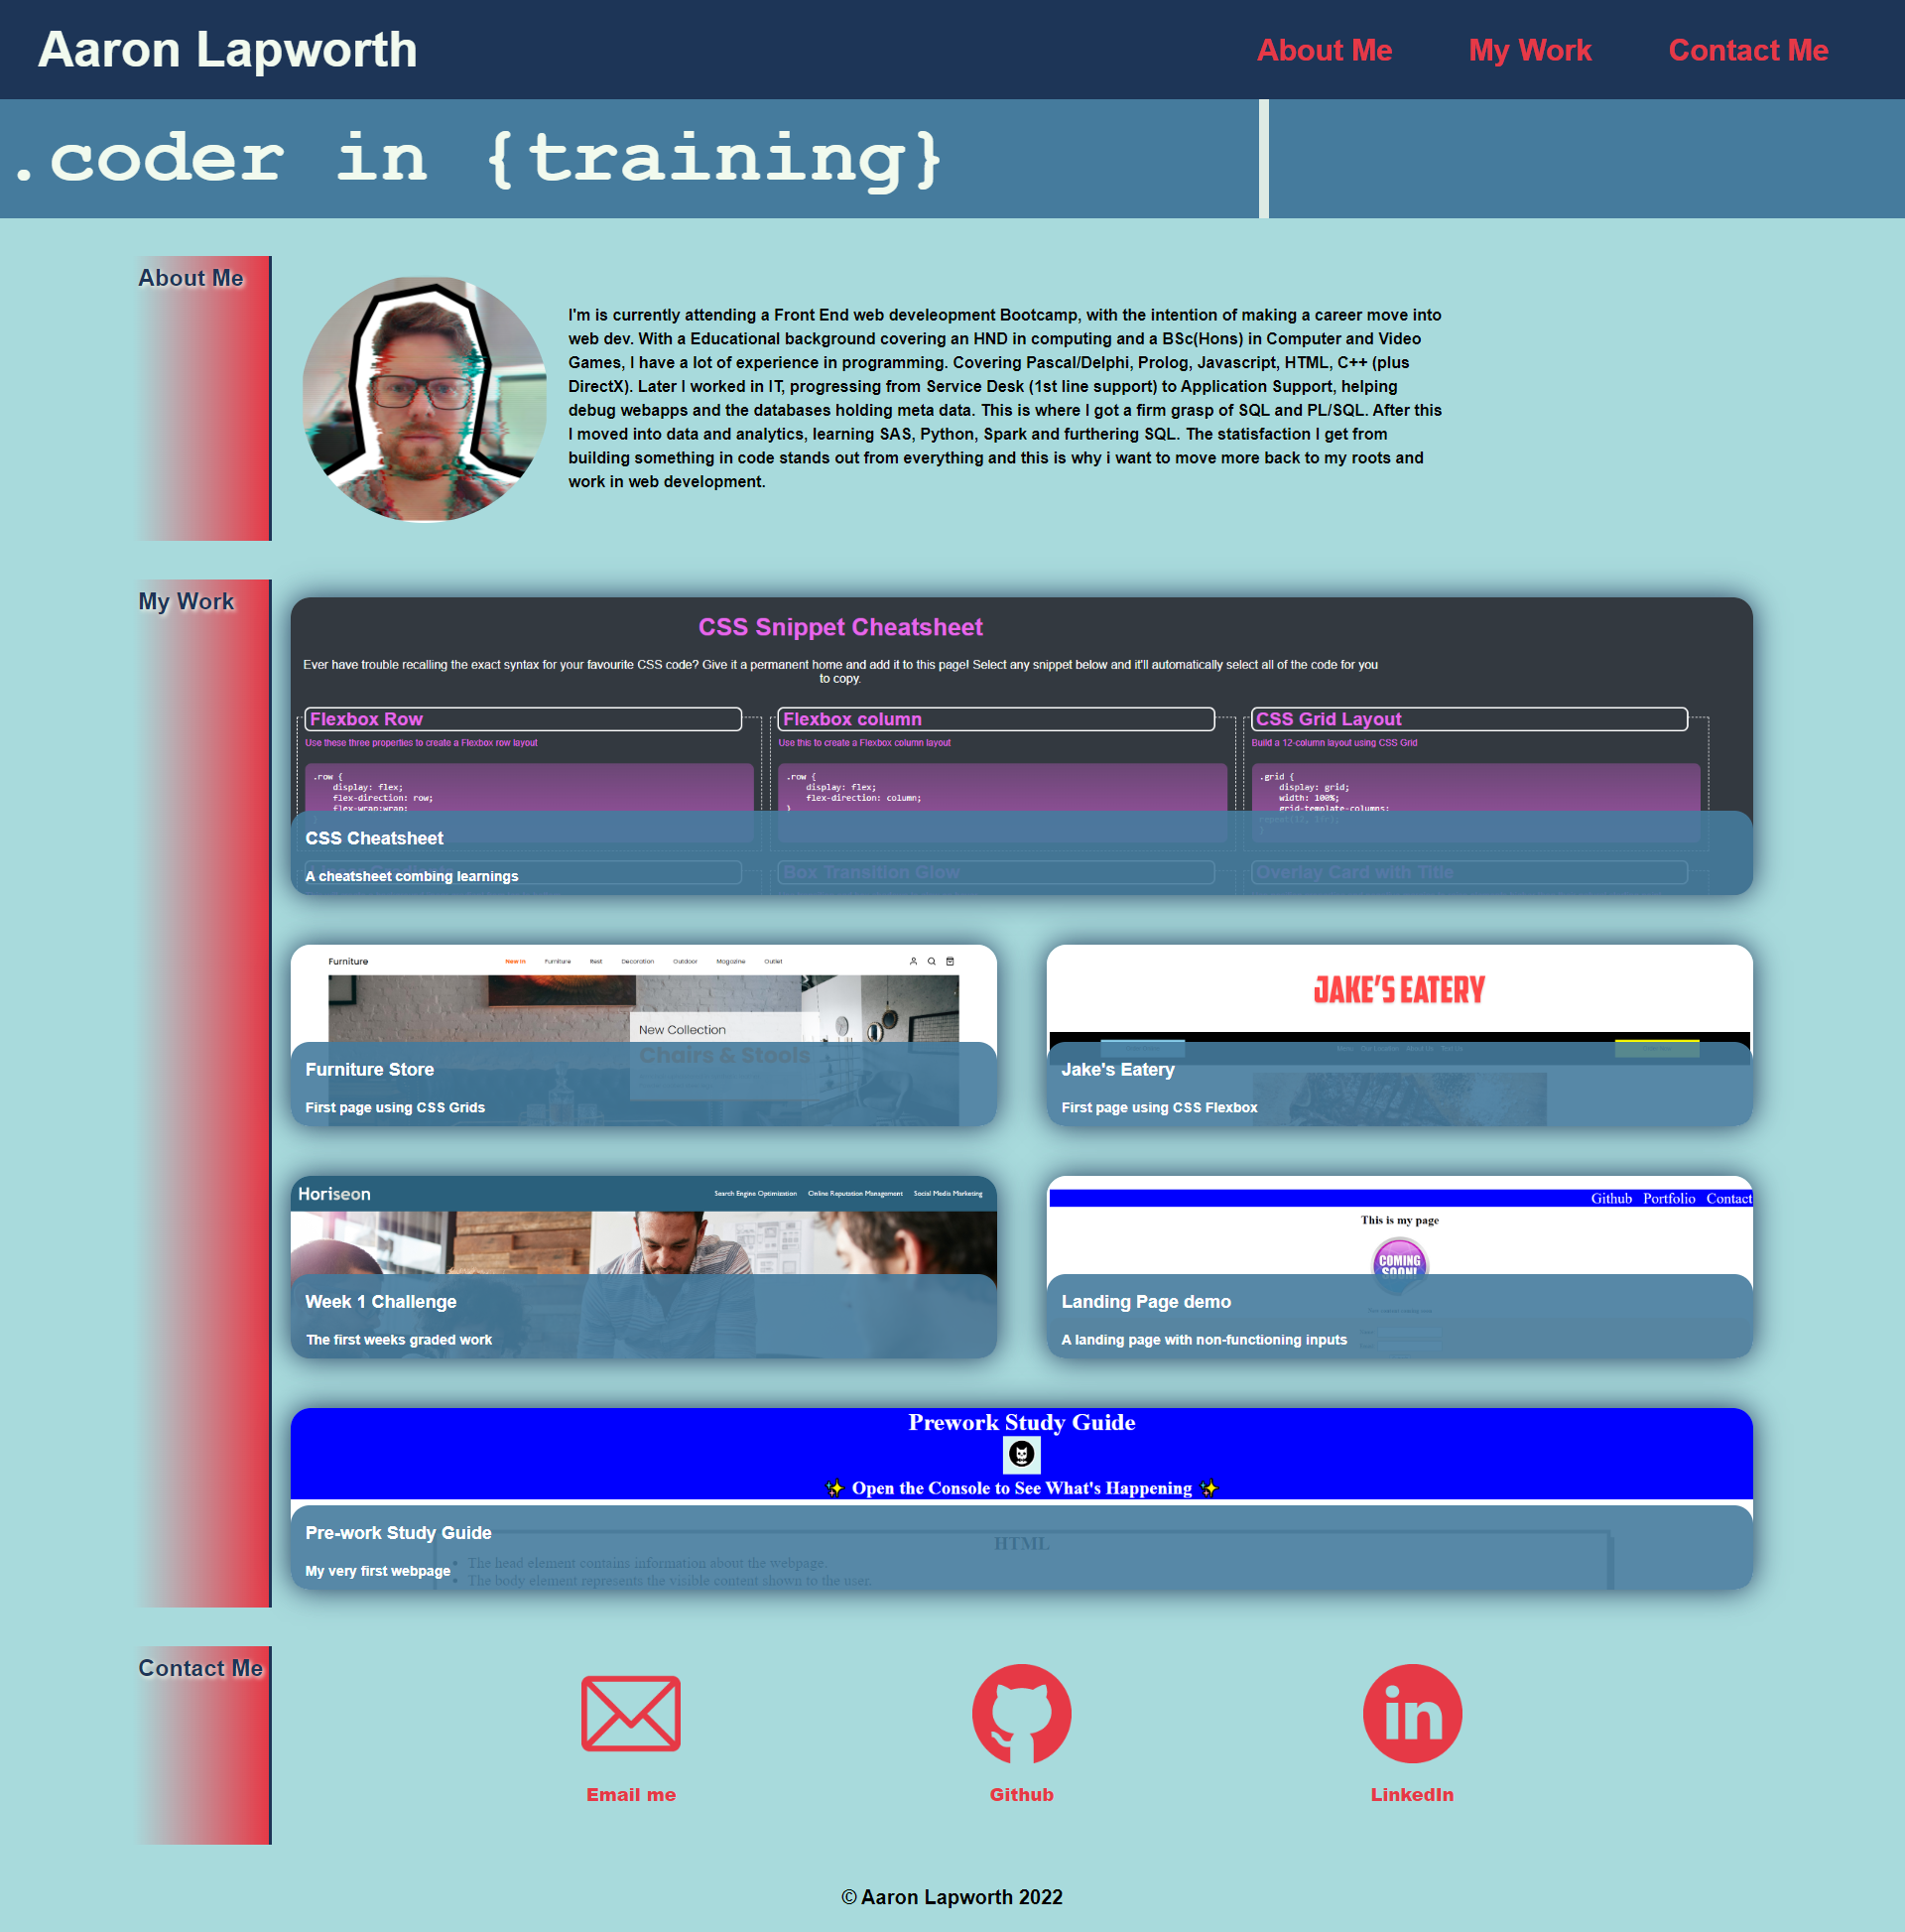 Aaron Lapworth
About Me
My Work
Contact Me
.coder in {training}
About Me
I'm is currently attending a Front End web develeopment Bootcamp, with the intention of making a career move into
web dev. With a Educational background covering an HND in computing and a BSc(Hons) in Computer and Video
Games, I have a lot of experience in programming. Covering Pascal/Delphi, Prolog, Javascript, HTML, C++ (plus
DirectX). Later I worked in IT, progressing from Service Desk (1st line support) to Application Support, helping
debug webapps and the databases holding meta data. This is where I got a firm grasp of SQL and PL/SQL. After this
I moved into data and analytics, learning SAS, Python, Spark and furthering SQL. The statisfaction I get from
building something in code stands out from everything and this is why i want to move more back to my roots and
work in web development.
My Work
CSS Snippet Cheatsheet
Ever have trouble recalling the exact syntax for your favourite CSS code? Give it a permanent home and add it to this page! Select any snippet below and it'll automatically select all of the code for you
to copy.
Flexbox Row
Use these three properties to create a Flexbox row layout
.row {
display: flex;
flex-direction: row;
flex-wrap:wrap;
Flexbox column
Use this to create a Flexbox column layout
.row {
display: flex;
flex-direction: column;
}
CSS Grid Layout
Build a 12-column layout using CSS Grid
.grid {
display: grid;
width: 100%;
grid-template-columns:
repeat(12, 1fr);
}
CSS Cheatsheet
A cheatsheet combing learnings
Box Transition Glow
Overlay Card with Title
Furniture
New In
Furniture
Best
Decoration
Outdoor
Magazine
Outlet
New Collection
Chairs & Stools
Furniture Store
First page using CSS Grids
JAKE'S EATERY
Jake's Eatery
First page using CSS Flexbox
Horiseon
Search Engine Optimization
Online Reputation Management
Social Media Marketing
Week 1 Challenge
The first weeks graded work
Github
Portfolio
Contact
This is my page
COMING
SOON!
Landing Page demo
A landing page with non-functioning inputs
Prework Study Guide
✨ Open the Console to See What's Happening ✨
Pre-work Study Guide
My very first webpage
HTML
The head element contains information about the webpage.
The body element represents the visible content shown to the user.
Contact Me
Email me
Github
LinkedIn
© Aaron Lapworth 2022